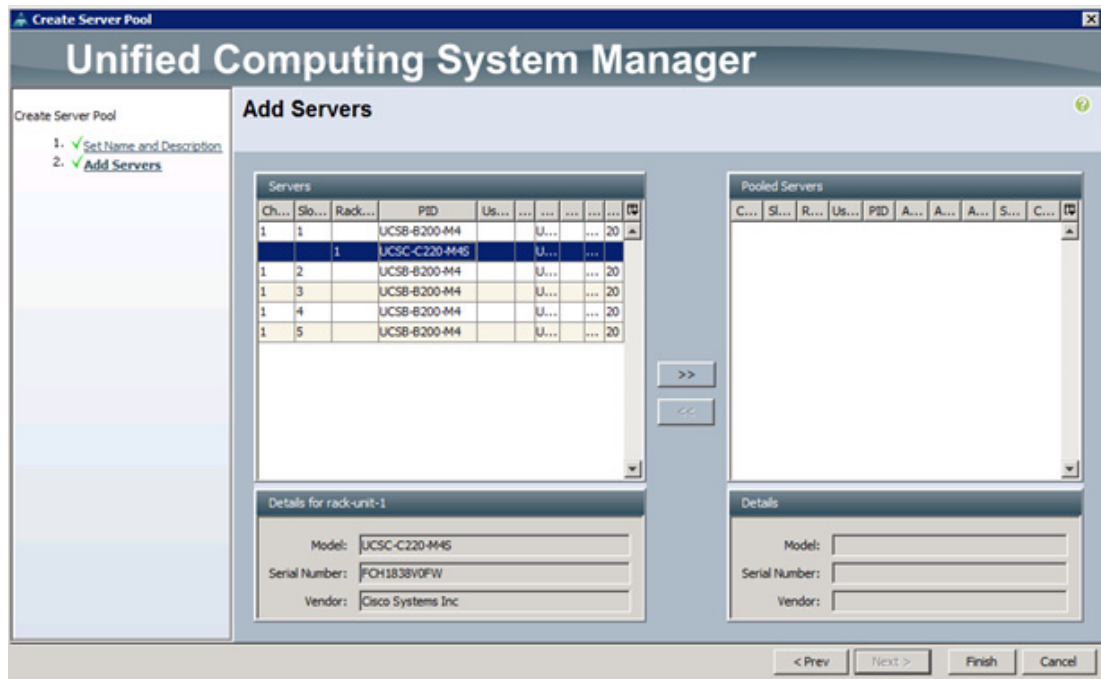 Create Server Pool
Unified Computing System Manager
Create Server Pool
1. Set Name and Description
2. Add Servers
Add Servers
Servers
Ch... Slo... Rack... PID Us... ... ... ... ... ...
1 1 UCSB-B200-M4 U... ... 20
1 UCSC-C220-M4S U... ...
1 2 UCSB-B200-M4 U... ... 20
1 3 UCSB-B200-M4 U... ... 20
1 4 UCSB-B200-M4 U... ... 20
1 5 UCSB-B200-M4 U... ... 20
Details for rack-unit-1
Model: UCSC-C220-M4S
Serial Number: FCH1838V0FW
Vendor: Cisco Systems Inc
>>
<<
Pooled Servers
C... Sl... R... Us... PID A... A... A... S... C...
Details
Model:
Serial Number:
Vendor:
< Prev Next > Finish Cancel